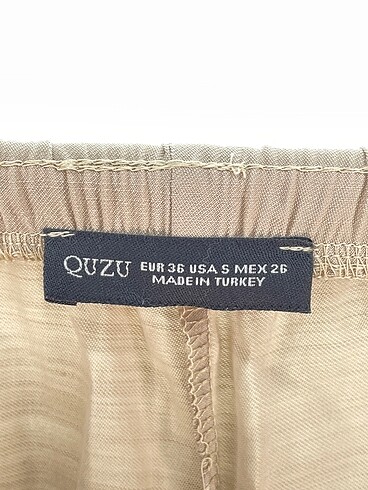 QUZU EUR 36 USA S MEX 26
MADE IN TURKEY